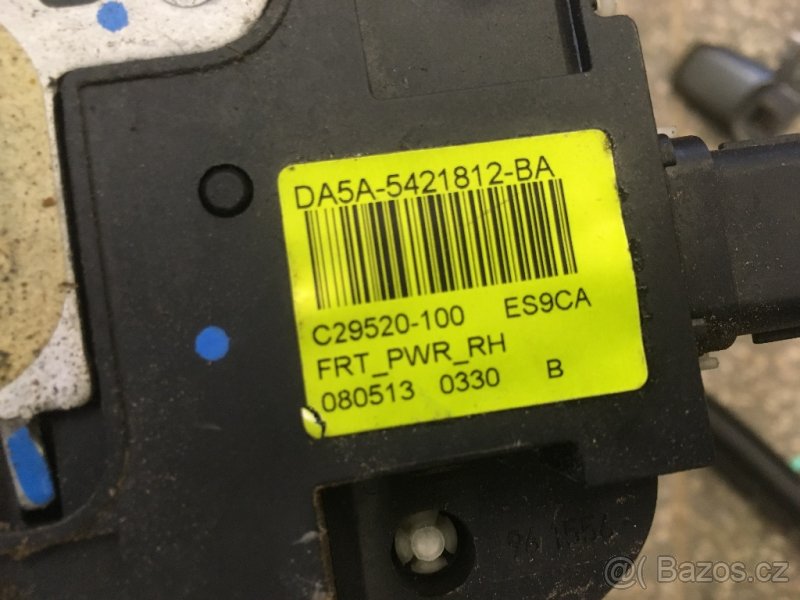 DA5A-5421812-BA
C29520-100 ES9CA
FRT_PWR_RH
080513 0330 B
@ Bazos.cz